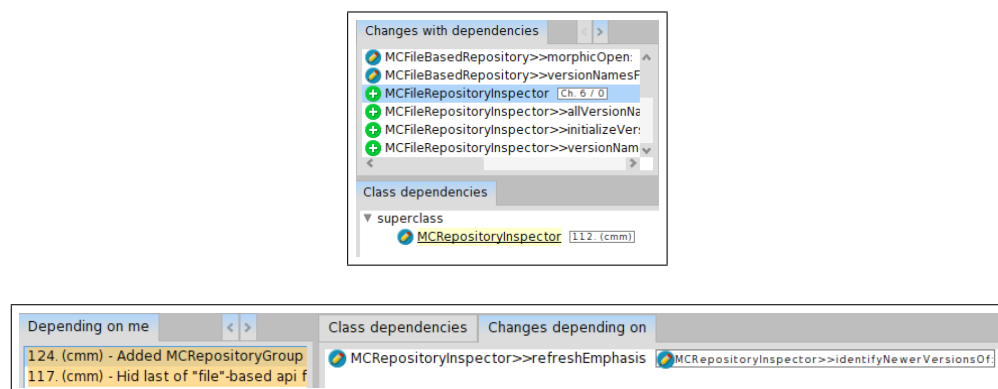 Changes with dependencies < >
MCFileBasedRepository>>morphicOpen:
MCFileBasedRepository>>versionNamesF
MCFileRepositoryInspector Ch. 6 / 0
MCFileRepositoryInspector>>allVersionNa
MCFileRepositoryInspector>>initializeVer
MCFileRepositoryInspector>>versionNam
Class dependencies
superclass
MCRepositoryInspector 112. (cmm)
Depending on me < > Class dependencies Changes depending on
124. (cmm) - Added MCRepositoryGroup MCRepositoryInspector>>refreshEmphasis MCRepositoryInspector>>identifyNewerVersionsOf:
117. (cmm) - Hid last of "file"-based api f